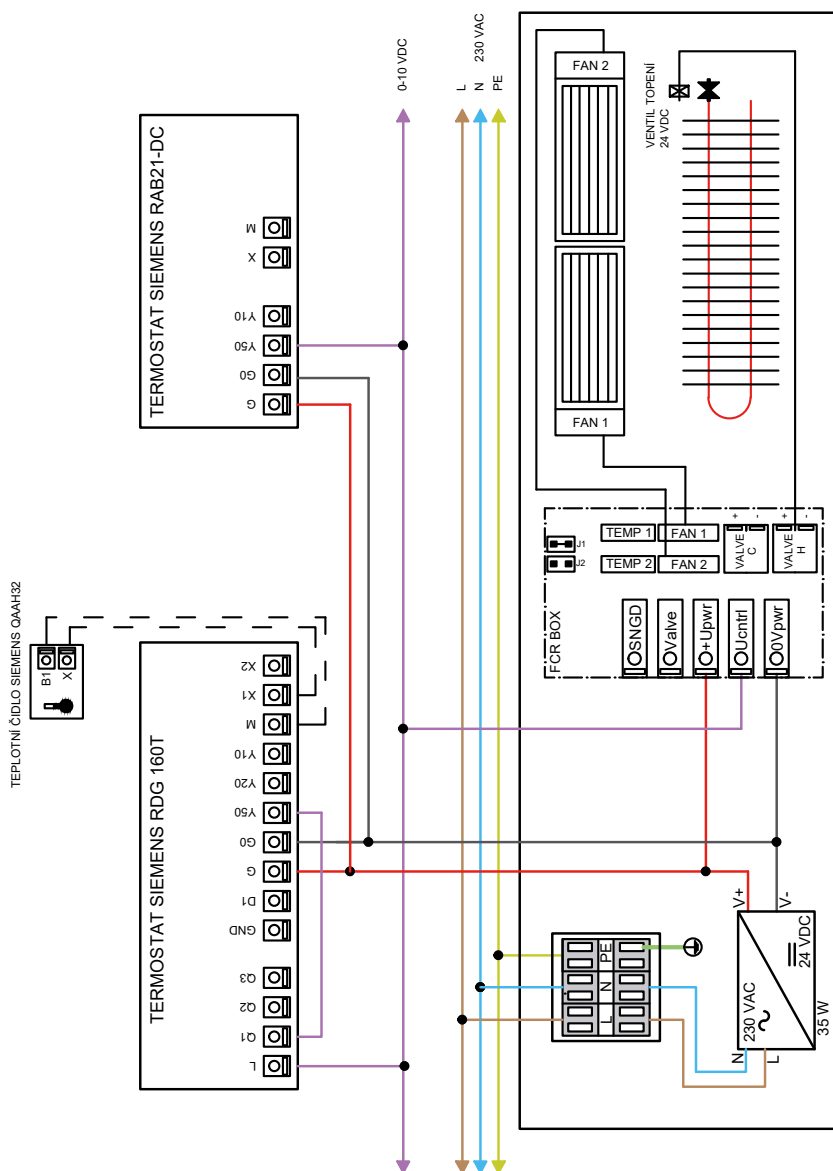 0-10 VDC
L
N
230 VAC
PE
TERMOSTAT SIEMENS RAB21-DC
M
X
Y10
Y50
G0
G
FAN 2
FAN 1
VENTIL TOPENÍ
24 VDC
TEPLOTNÍ ČIDLO SIEMENS QAAH32
B1
X
TERMOSTAT SIEMENS RDG 160T
X2
X1
M
Y10
Y20
Y50
G0
G
D1
GND
Q3
Q2
Q1
L
FCR BOX
J1
J2
TEMP 1
TEMP 2
FAN 1
FAN 2
VALVE
C
+
-
VALVE
H
+
-
SNGD
Valve
+Upwr
Ucntrl
0Vpwr
PE
N
L
V+
V-
230 VAC
24 VDC
N
L
35 W